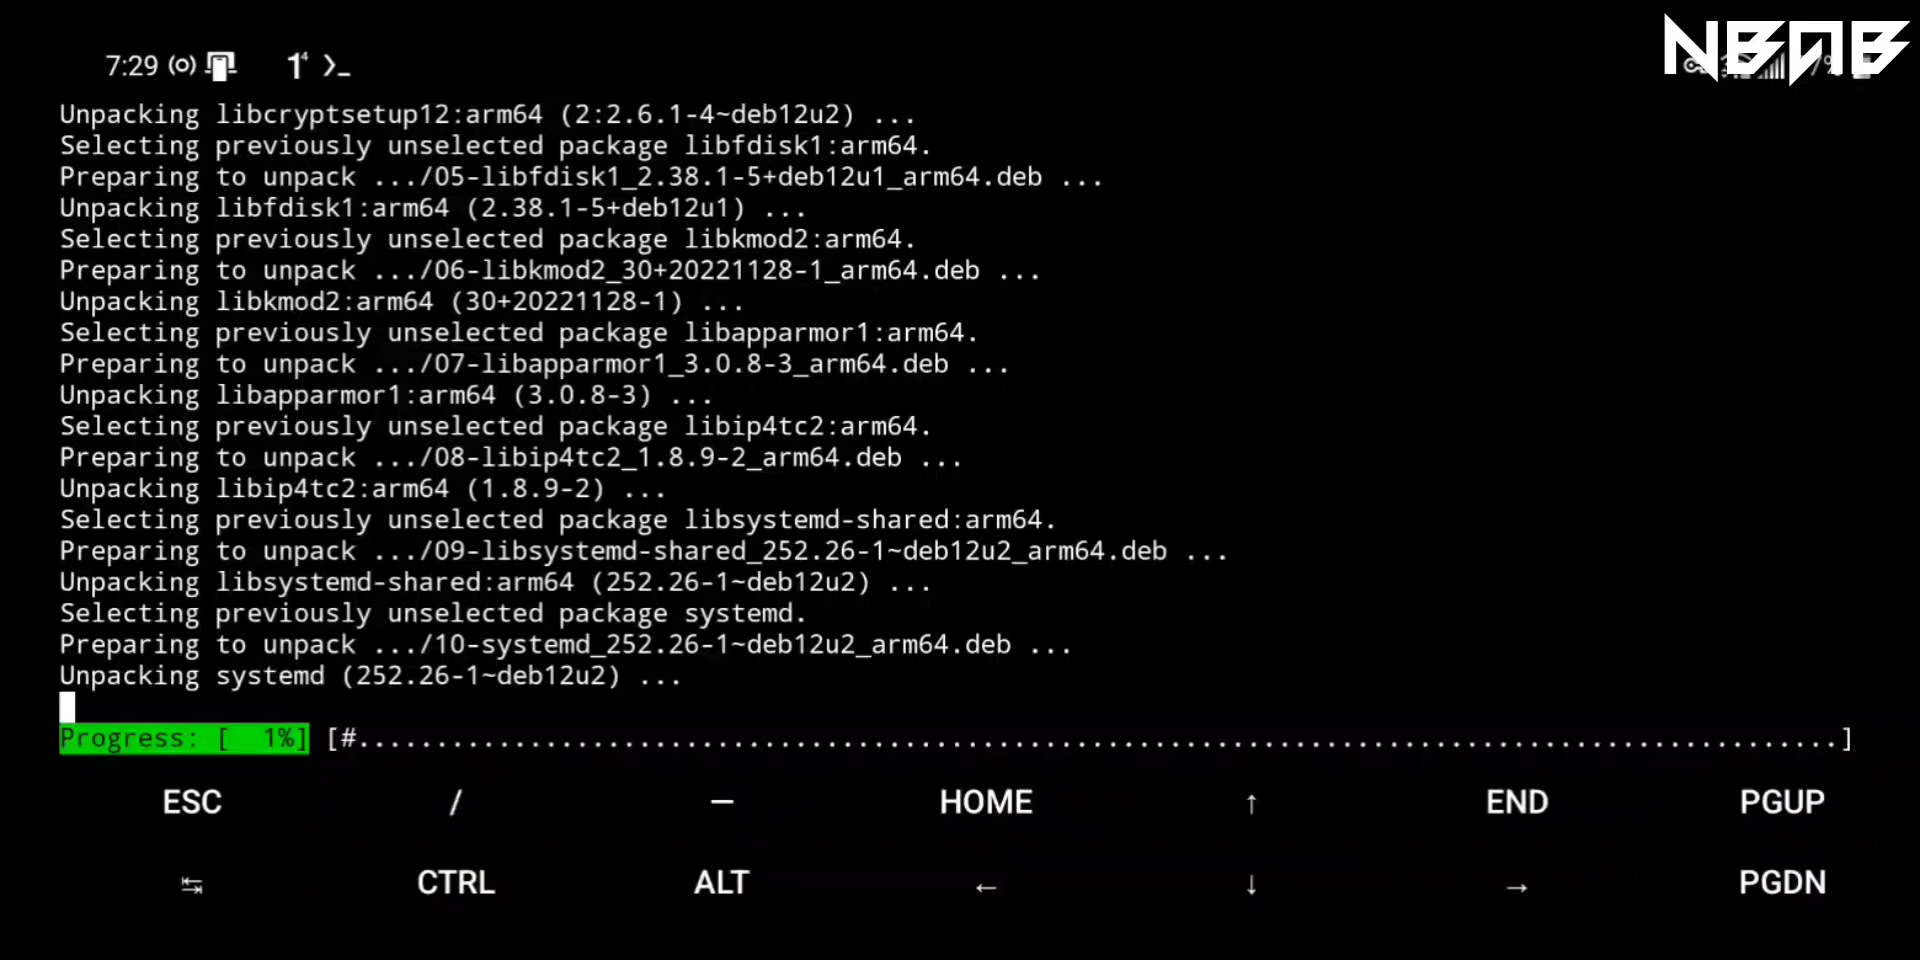 NBAB
7:29
Unpacking libcryptsetup12:arm64 (2:2.6.1-4~deb12u2) ...
Selecting previously unselected package libfdisk1:arm64.
Preparing to unpack .../05-libfdisk1_2.38.1-5+deb12u1_arm64.deb ...
Unpacking libfdisk1:arm64 (2.38.1-5+deb12u1) ...
Selecting previously unselected package libkmod2:arm64.
Preparing to unpack .../06-libkmod2_30+20221128-1_arm64.deb ...
Unpacking libkmod2:arm64 (30+20221128-1) ...
Selecting previously unselected package libapparmor1:arm64.
Preparing to unpack .../07-libapparmor1_3.0.8-3_arm64.deb ...
Unpacking libapparmor1:arm64 (3.0.8-3) ...
Selecting previously unselected package libip4tc2:arm64.
Preparing to unpack .../08-libip4tc2_1.8.9-2_arm64.deb ...
Unpacking libip4tc2:arm64 (1.8.9-2) ...
Selecting previously unselected package libsystemd-shared:arm64.
Preparing to unpack .../09-libsystemd-shared_252.26-1~deb12u2_arm64.deb ...
Unpacking libsystemd-shared:arm64 (252.26-1~deb12u2) ...
Selecting previously unselected package systemd.
Preparing to unpack .../10-systemd_252.26-1~deb12u2_arm64.deb ...
Unpacking systemd (252.26-1~deb12u2) ...
Progress: [  1%] [#...............................................................................................]
ESC / — HOME ↑ END PGUP
↹ CTRL ALT ← ↓ → PGDN